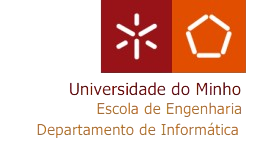 Universidade do Minho
Escola de Engenharia
Departamento de Informática